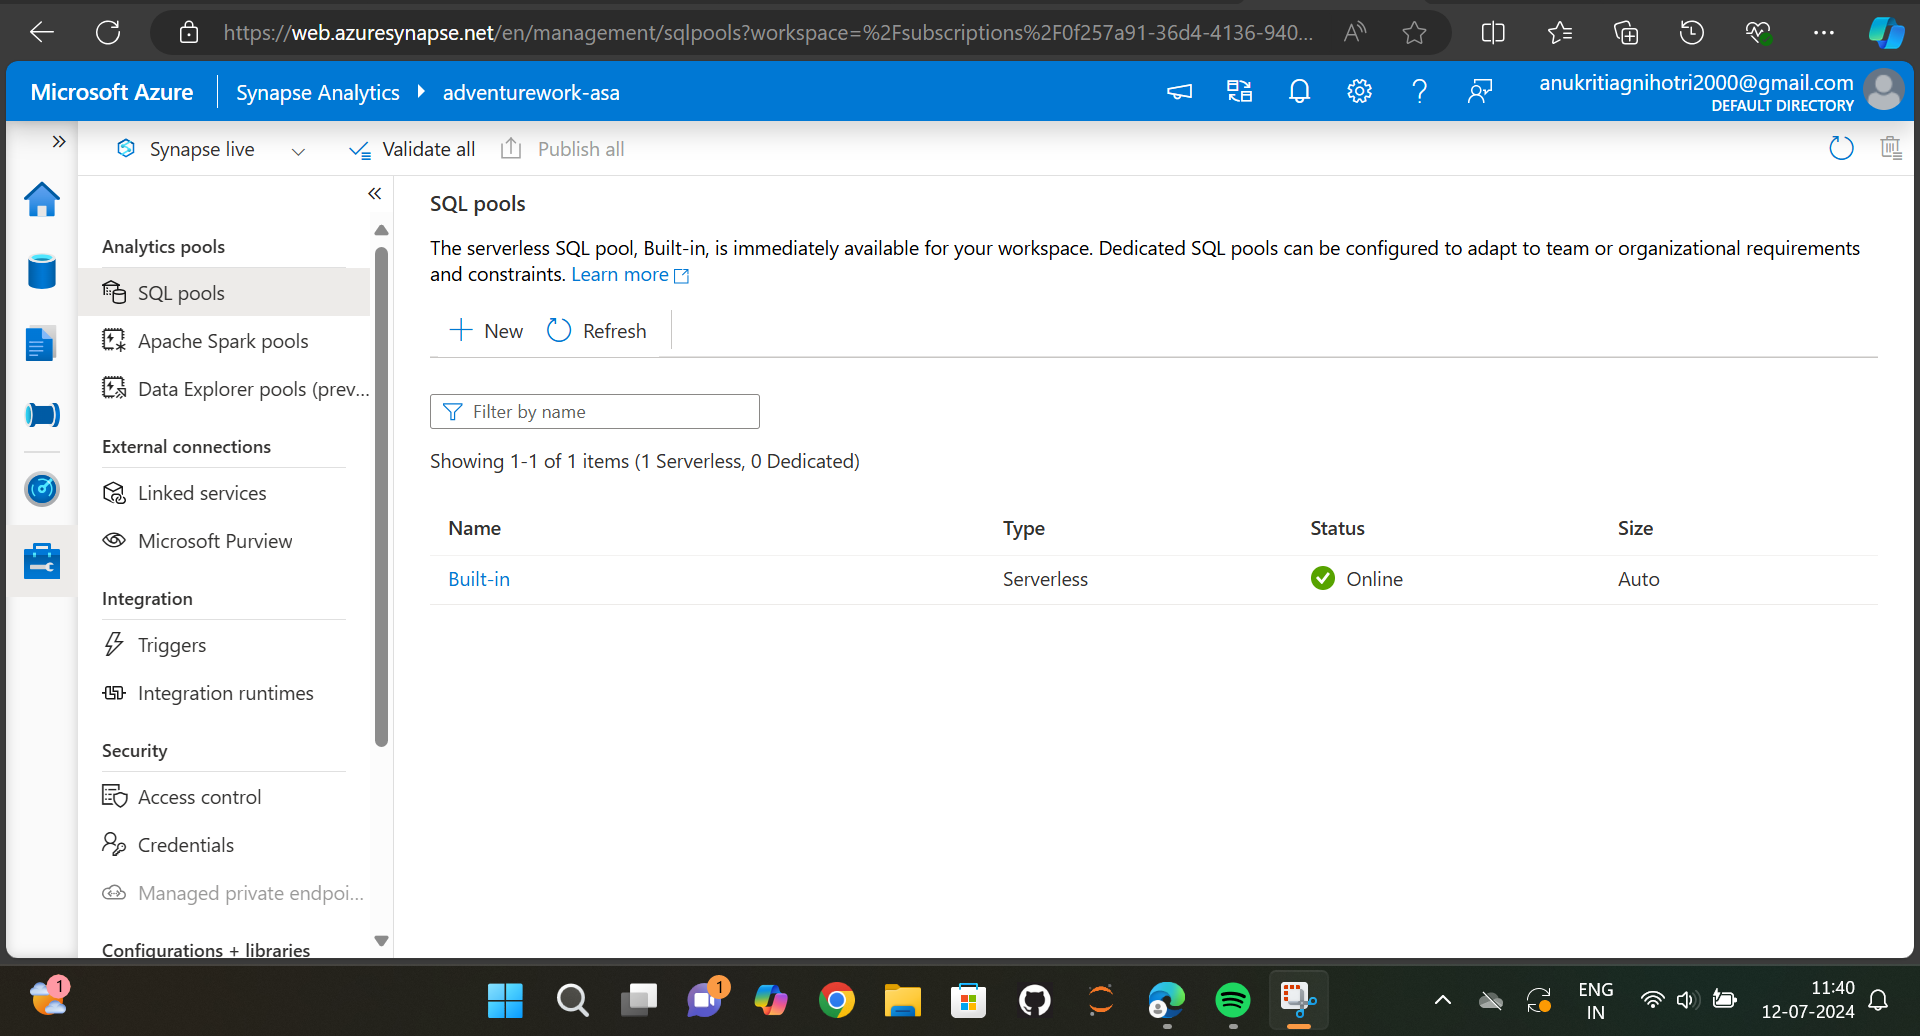 https://web.azuresynapse.net/en/management/sqlpools?workspace=%2Fsubscriptions%2F0f257a91-36d4-4136-940...
Microsoft Azure
Synapse Analytics
adventurework-asa
anukritiagnihotri2000@gmail.com
DEFAULT DIRECTORY
Synapse live
Validate all
Publish all
Analytics pools
SQL pools
Apache Spark pools
Data Explorer pools (prev...
External connections
Linked services
Microsoft Purview
Integration
Triggers
Integration runtimes
Security
Access control
Credentials
Managed private endpoi...
Configurations + libraries
SQL pools
The serverless SQL pool, Built-in, is immediately available for your workspace. Dedicated SQL pools can be configured to adapt to team or organizational requirements
and constraints. Learn more
New
Refresh
Filter by name
Showing 1-1 of 1 items (1 Serverless, 0 Dedicated)
Name Type Status Size
Built-in Serverless Online Auto
1
1
ENG
IN
11:40
12-07-2024